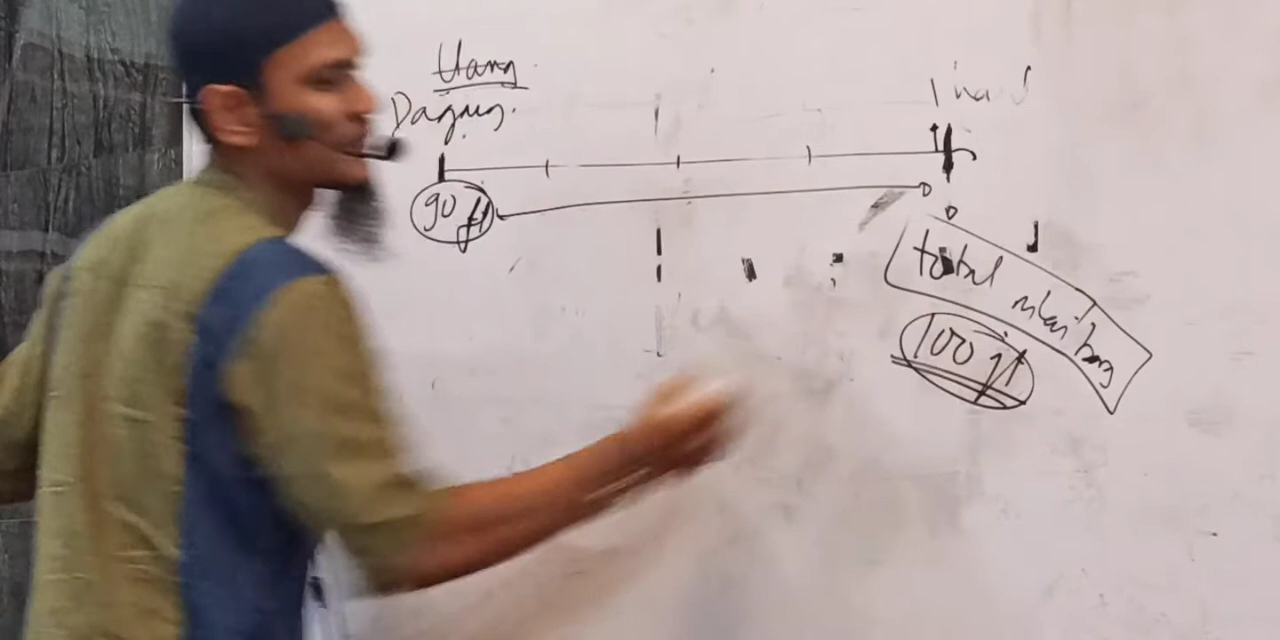 Uang
Dagang.
90 jt
total nilai barang
100 jt